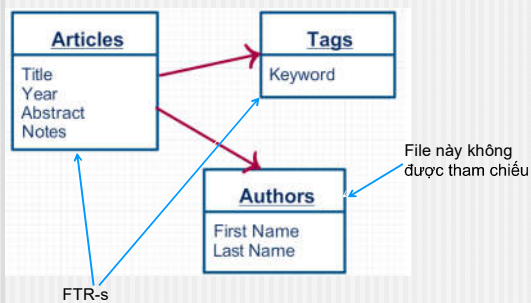 Articles
Title
Year
Abstract
Notes
Tags
Keyword
File này không
được tham chiếu
Authors
First Name
Last Name
FTR-s